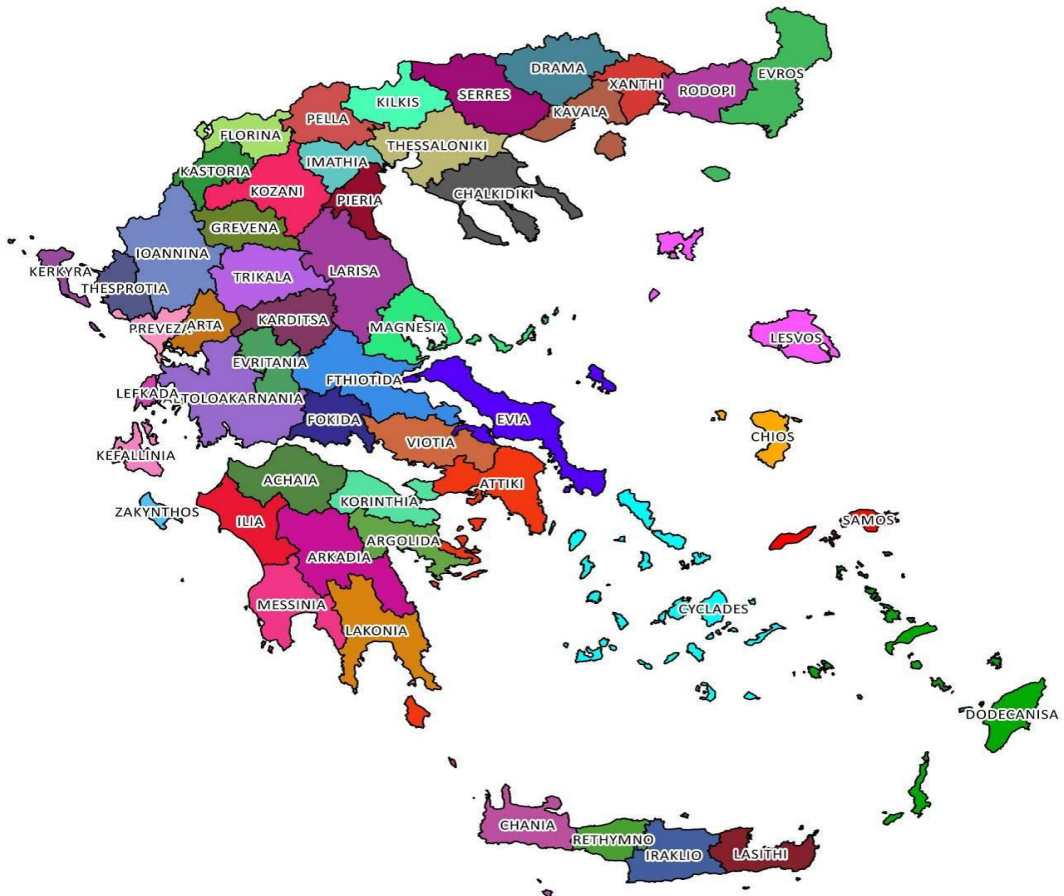 DRAMA
XANTHI
EVROS
RODOPI
SERRES
KILKIS
KAVALA
PELLA
FLORINA
THESSALONIKI
IMATHIA
KASTORIA
KOZANI
PIERIA
CHALKIDIKI
GREVENA
IOANNINA
LARISA
KERKYRA
TRIKALA
THESPROTIA
PREVEZA
ARTA
KARDITSA
MAGNESIA
LESVOS
EVRITANIA
FTHIOTIDA
LEFKADA
AITOLOAKARNANIA
FOKIDA
EVIA
VIOTIA
CHIOS
KEFALLINIA
ACHAIA
ATTIKI
KORINTHIA
ZAKYNTHOS
ILIA
SAMOS
ARGOLIDA
ARKADIA
MESSINIA
CYCLADES
LAKONIA
DODECANISA
CHANIA
RETHYMNO
IRAKLIO
LASITHI